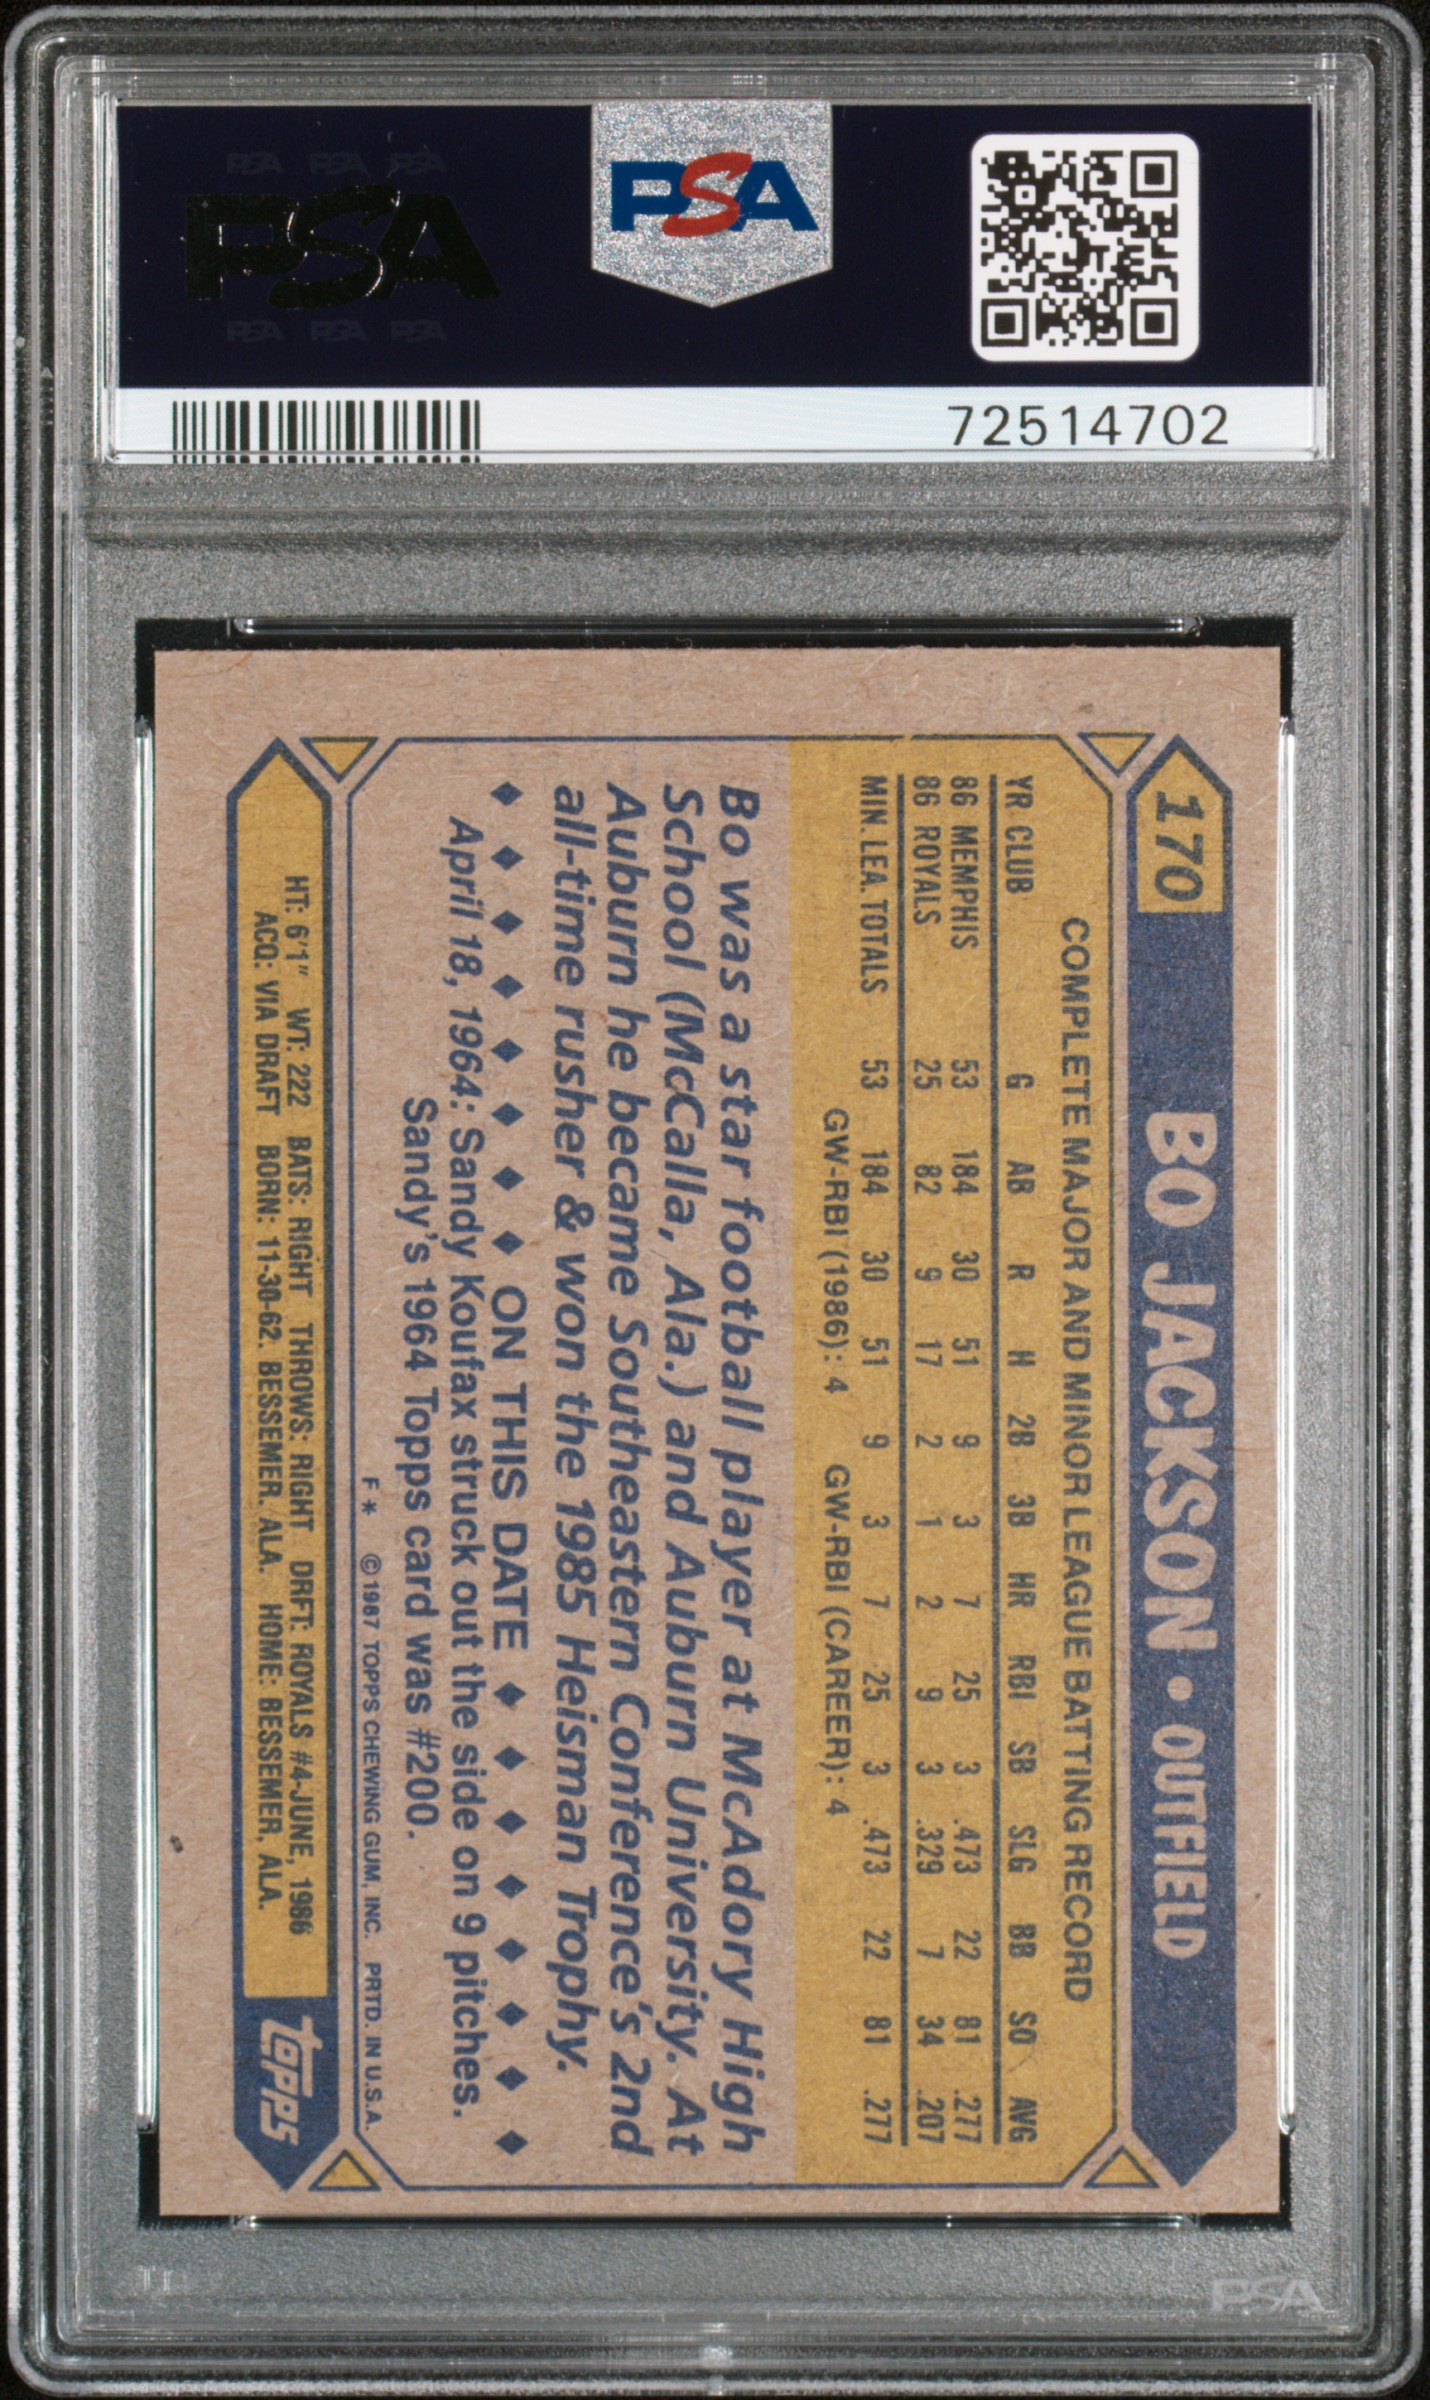 PSA PSA PSA
PSA
PSA PSA PSA
PSA
72514702
170 BO JACKSON • OUTFIELD
COMPLETE MAJOR AND MINOR LEAGUE BATTING RECORD
YR CLUB G AB R H 2B 3B HR RBI SB SLG BB SO AVG
86 MEMPHIS 53 184 30 51 9 3 7 25 3 .473 22 81 .277
86 ROYALS 25 82 9 17 2 1 2 9 3 .329 7 34 .207
MIN. LEA. TOTALS 53 184 30 51 9 3 7 25 3 .473 22 81 .277
GW-RBI (1986): 4 GW-RBI (CAREER): 4
Bo was a star football player at McAdory High
School (McCalla, Ala.) and Auburn University. At
Auburn he became Southeastern Conference's 2nd
all-time rusher & won the 1985 Heisman Trophy.
◆ ◆ ◆ ◆ ◆ ◆ ◆ ◆ ON THIS DATE ◆ ◆ ◆ ◆ ◆ ◆ ◆ ◆
April 18, 1964: Sandy Koufax struck out the side on 9 pitches.
Sandy's 1964 Topps card was #200.
F * © 1987 TOPPS CHEWING GUM, INC. PRTD. IN U.S.A.
HT: 6'1" WT: 222 BATS: RIGHT THROWS: RIGHT DRFT: ROYALS #4-JUNE, 1986
ACQ: VIA DRAFT BORN: 11-30-62. BESSEMER. ALA. HOME: BESSEMER, ALA.
topps
PSA